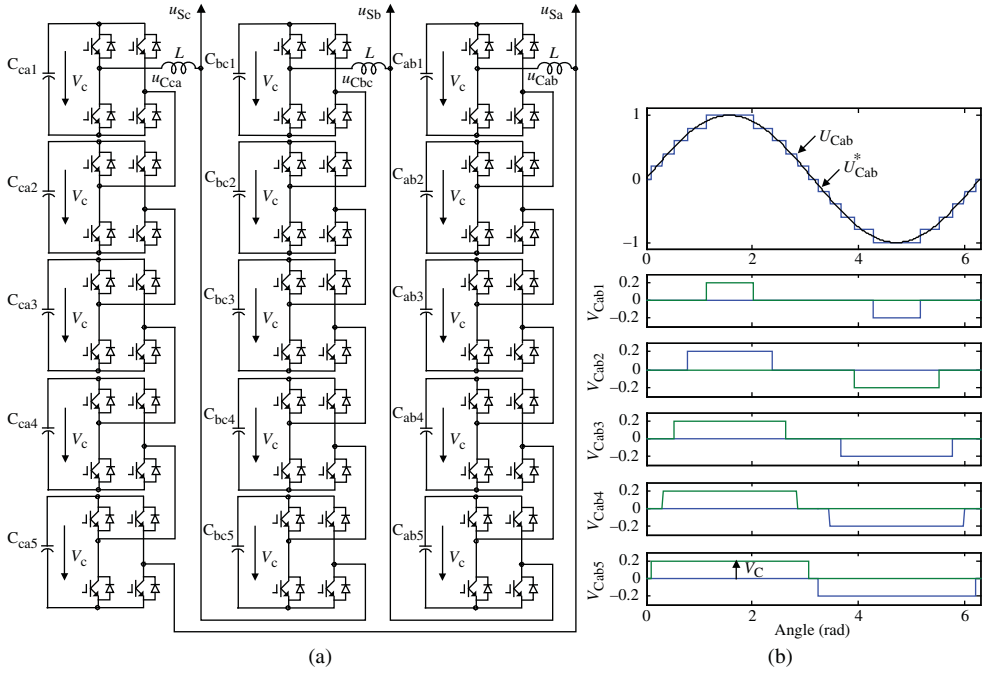 u_Sc u_Sb u_Sa
C_ca1 V_c L u_Cca C_bc1 V_c L u_Cbc C_ab1 V_c L u_Cab
C_ca2 V_c C_bc2 V_c C_ab2 V_c
C_ca3 V_c C_bc3 V_c C_ab3 V_c
C_ca4 V_c C_bc4 V_c C_ab4 V_c
C_ca5 V_c C_bc5 V_c C_ab5 V_c
(a)
1
0
−1
U_Cab
U*_Cab
0 2 4 6
V_Cab1
0.2
0
−0.2
V_Cab2
0.2
0
−0.2
V_Cab3
0.2
0
−0.2
V_Cab4
0.2
0
−0.2
V_Cab5
0.2
0
−0.2
V_C
0 2 4 6
Angle (rad)
(b)